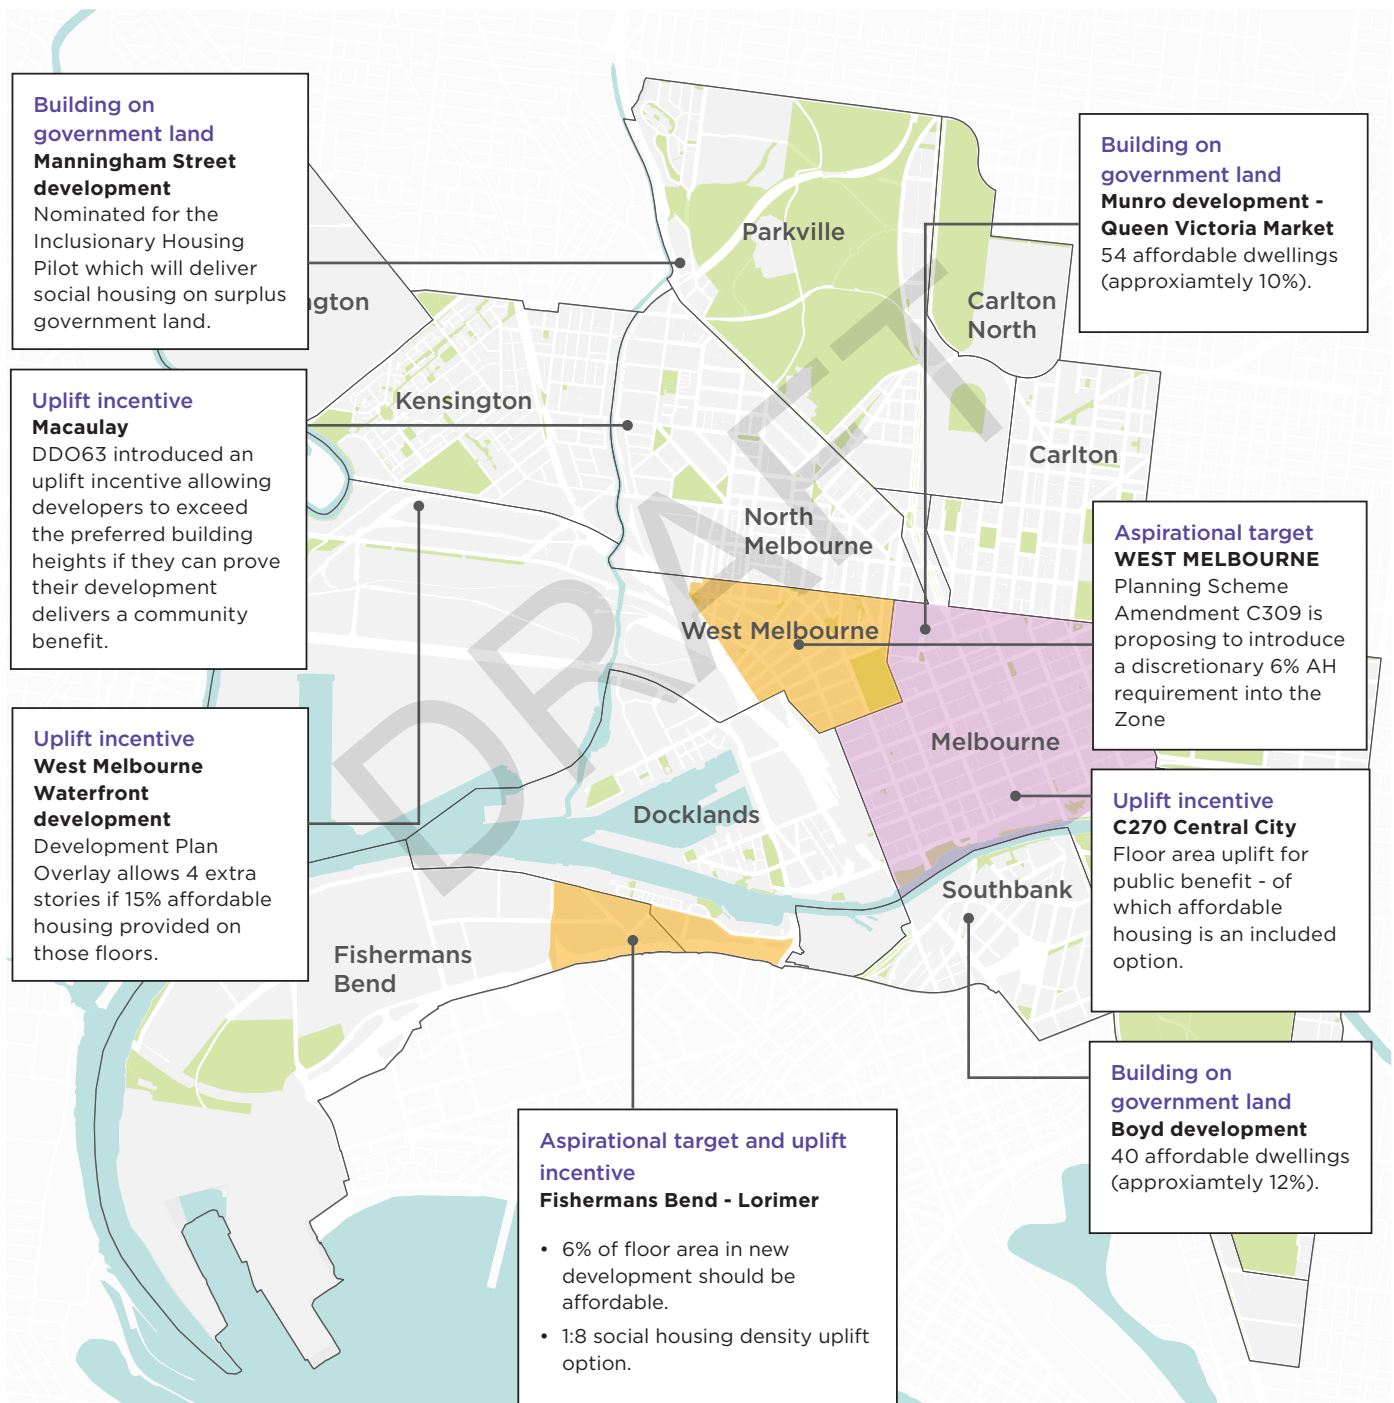 Building on
government land
Manningham Street
development
Nominated for the
Inclusionary Housing
Pilot which will deliver
social housing on surplus
government land.
Uplift incentive
Macaulay
DDO63 introduced an
uplift incentive allowing
developers to exceed
the preferred building
heights if they can prove
their development
delivers a community
benefit.
Uplift incentive
West Melbourne
Waterfront
development
Development Plan
Overlay allows 4 extra
stories if 15% affordable
housing provided on
those floors.
Building on
government land
Munro development -
Queen Victoria Market
54 affordable dwellings
(approxiamtely 10%).
Aspirational target
WEST MELBOURNE
Planning Scheme
Amendment C309 is
proposing to introduce
a discretionary 6% AH
requirement into the
Zone
Uplift incentive
C270 Central City
Floor area uplift for
public benefit - of
which affordable
housing is an included
option.
Building on
government land
Boyd development
40 affordable dwellings
(approxiamtely 12%).
Aspirational target and uplift
incentive
Fishermans Bend - Lorimer
• 6% of floor area in new
development should be
affordable.
• 1:8 social housing density uplift
option.
Parkville
Carlton
North
ngton
Kensington
Carlton
North
Melbourne
West Melbourne
Melbourne
Docklands
Southbank
Fishermans
Bend
DRAFT